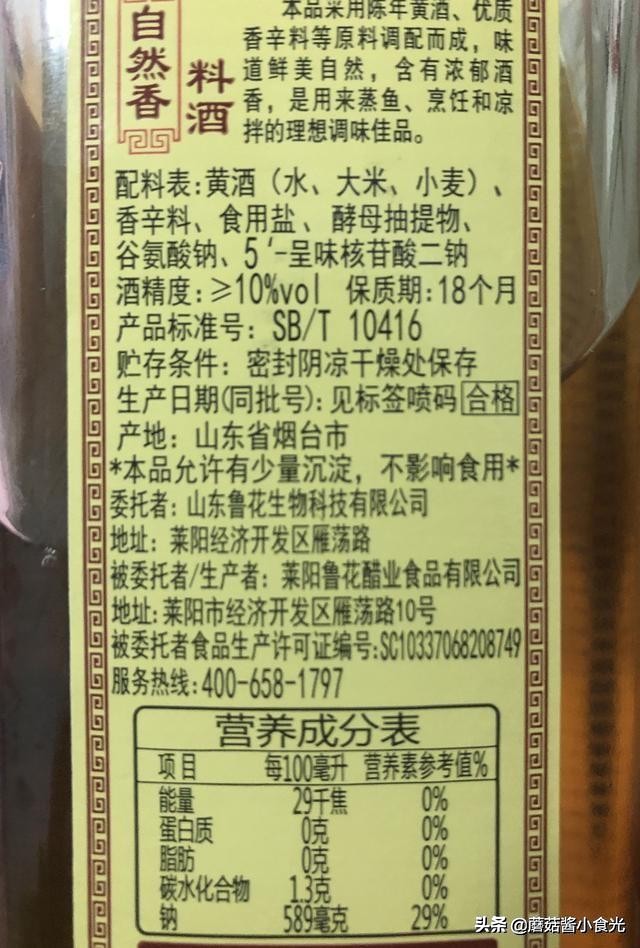 自然香
料酒
本品采用陈年黄酒、优质
香辛料等原料调配而成，味
道鲜美自然，含有浓郁酒
香，是用来蒸鱼、烹饪和凉
拌的理想调味佳品。
配料表:黄酒（水、大米、小麦）、
香辛料、食用盐、酵母抽提物、
谷氨酸钠、5′-呈味核苷酸二钠
酒精度:≥10%vol 保质期:18个月
产品标准号: SB/T 10416
贮存条件: 密封阴凉干燥处保存
生产日期(同批号): 见标签喷码 合格
产地: 山东省烟台市
*本品允许有少量沉淀，不影响食用*
委托者: 山东鲁花生物科技有限公司
地址: 莱阳经济开发区雁荡路
被委托者/生产者: 莱阳鲁花醋业食品有限公司
地址: 莱阳市经济开发区雁荡路10号
被委托者食品生产许可证编号:SC10337068208749
服务热线:400-658-1797
营养成分表
项目 每100毫升 营养素参考值%
能量 29千焦 0%
蛋白质 0克 0%
脂肪 0克 0%
碳水化合物 1.3克 0%
钠 589毫克 29%
头条 @蘑菇酱小食光